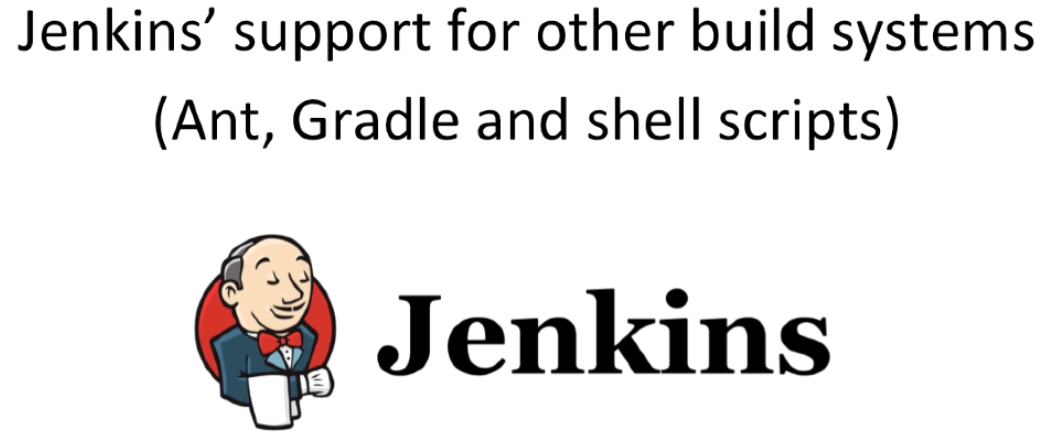 Jenkins’ support for other build systems
(Ant, Gradle and shell scripts)
Jenkins